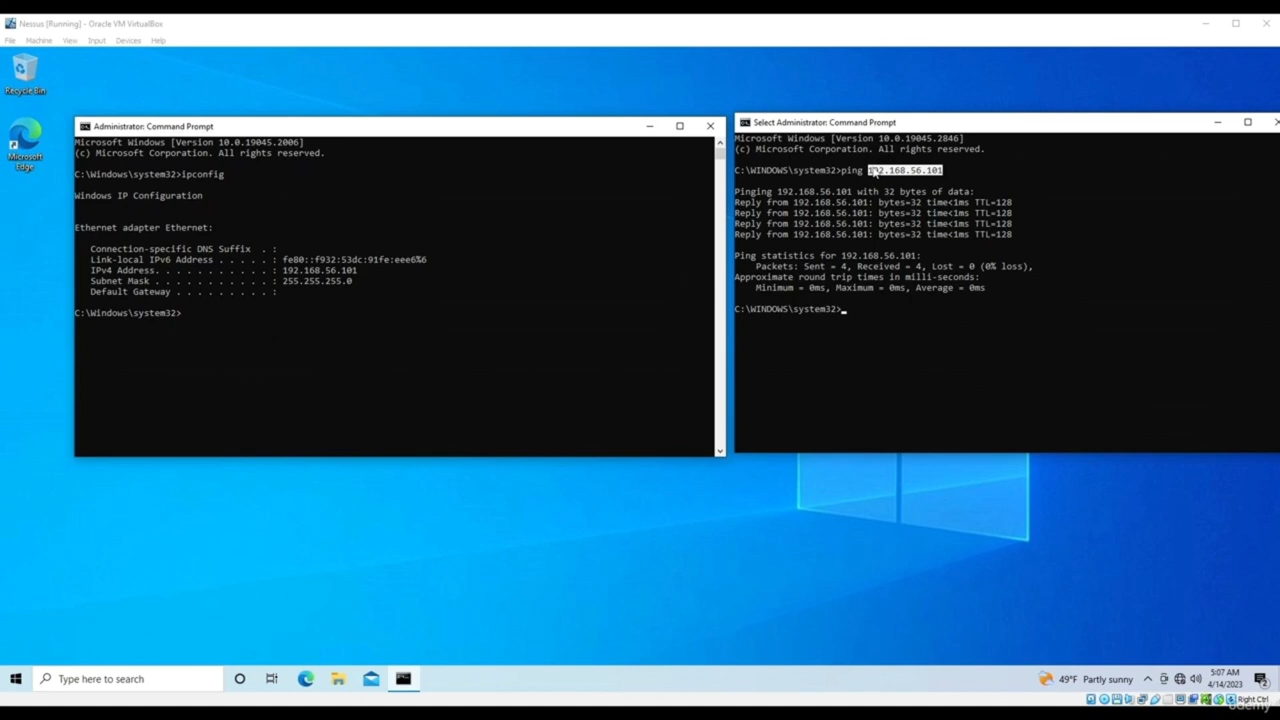 Nessus [Running] - Oracle VM VirtualBox
File Machine View Input Devices Help
Recycle Bin
Microsoft
Edge
Administrator: Command Prompt
Microsoft Windows [Version 10.0.19045.2006]
(c) Microsoft Corporation. All rights reserved.
C:\Windows\system32>ipconfig
Windows IP Configuration
Ethernet adapter Ethernet:
Connection-specific DNS Suffix . :
Link-local IPv6 Address . . . . . : fe80::f932:53dc:91fe:eee6%6
IPv4 Address. . . . . . . . . . . : 192.168.56.101
Subnet Mask . . . . . . . . . . . : 255.255.255.0
Default Gateway . . . . . . . . . :
C:\Windows\system32>
Select Administrator: Command Prompt
Microsoft Windows [Version 10.0.19045.2846]
(c) Microsoft Corporation. All rights reserved.
C:\WINDOWS\system32>ping 192.168.56.101
Pinging 192.168.56.101 with 32 bytes of data:
Reply from 192.168.56.101: bytes=32 time<1ms TTL=128
Reply from 192.168.56.101: bytes=32 time<1ms TTL=128
Reply from 192.168.56.101: bytes=32 time<1ms TTL=128
Reply from 192.168.56.101: bytes=32 time<1ms TTL=128
Ping statistics for 192.168.56.101:
Packets: Sent = 4, Received = 4, Lost = 0 (0% loss),
Approximate round trip times in milli-seconds:
Minimum = 0ms, Maximum = 0ms, Average = 0ms
C:\WINDOWS\system32>
Type here to search
49°F Partly sunny
5:07 AM
4/14/2023
2
Right Ctrl
udemy